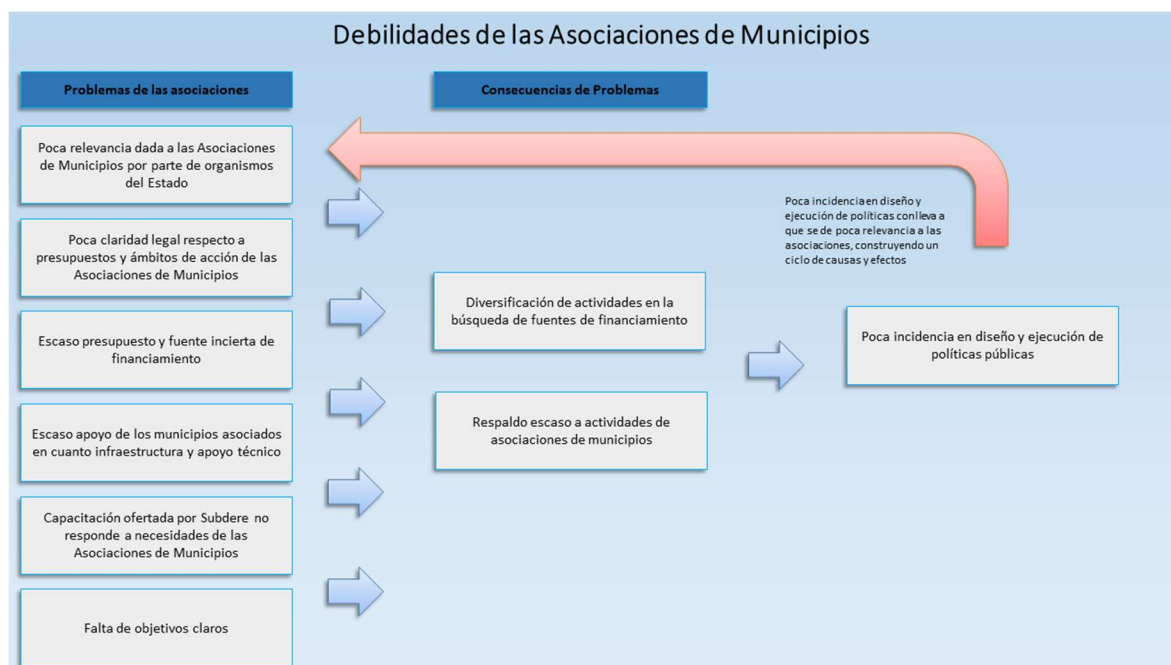 Debilidades de las Asociaciones de Municipios
Problemas de las asociaciones
Consecuencias de Problemas
Poca relevancia dada a las Asociaciones
de Municipios por parte de organismos
del Estado
Poca claridad legal respecto a
presupuestos y ámbitos de acción de las
Asociaciones de Municipios
Escaso presupuesto y fuente incierta de
financiamiento
Escaso apoyo de los municipios asociados
en cuanto infraestructura y apoyo técnico
Capacitación ofertada por Subdere no
responde a necesidades de las
Asociaciones de Municipios
Falta de objetivos claros
Diversificación de actividades en la
búsqueda de fuentes de financiamiento
Respaldo escaso a actividades de
asociaciones de municipios
Poca incidencia en diseño y
ejecución de políticas conlleva a
que se de poca relevancia a las
asociaciones, construyendo un
ciclo de causas y efectos
Poca incidencia en diseño y ejecución de
políticas públicas